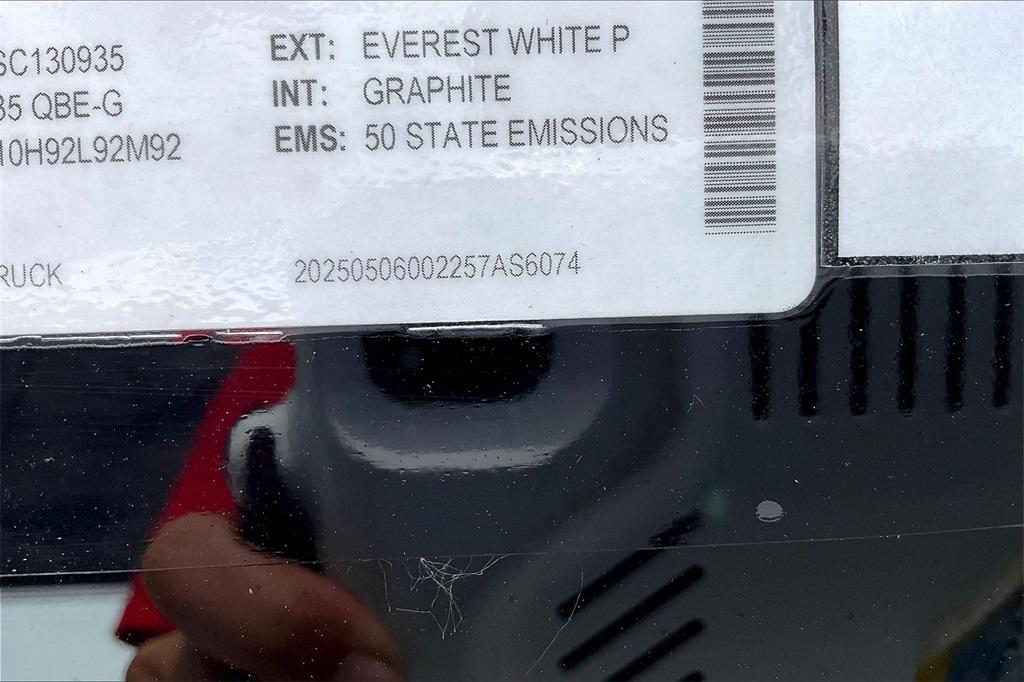 SC130935 EXT: EVEREST WHITE P
35 QBE-G INT: GRAPHITE
10H92L92M92 EMS: 50 STATE EMISSIONS
RUCK 20250506002257AS6074